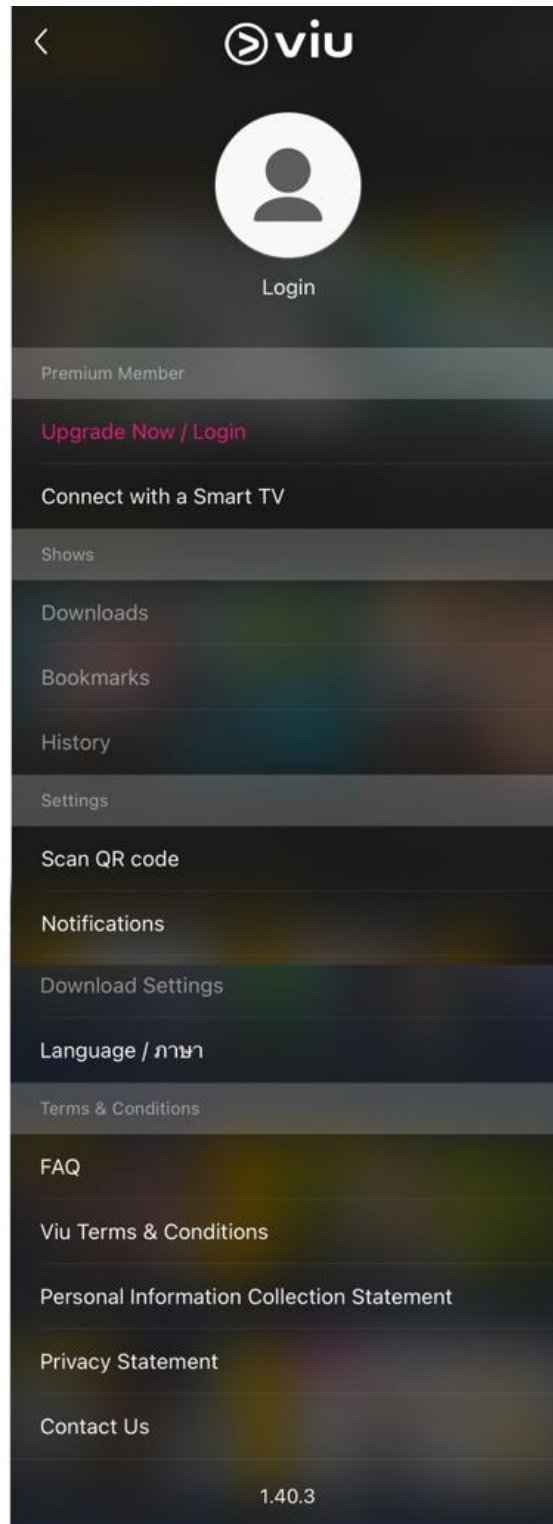 viu
Login
Premium Member
Upgrade Now / Login
Connect with a Smart TV
Shows
Downloads
Bookmarks
History
Settings
Scan QR code
Notifications
Download Settings
Language / ภาษา
Terms & Conditions
FAQ
Viu Terms & Conditions
Personal Information Collection Statement
Privacy Statement
Contact Us
1.40.3